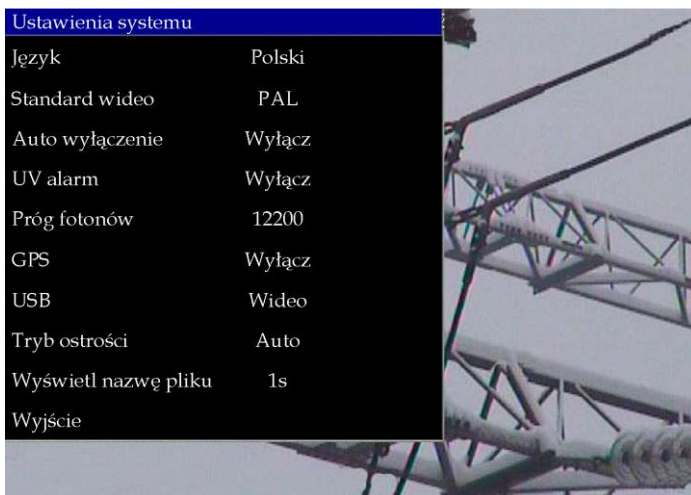 Ustawienia systemu
Język Polski
Standard wideo PAL
Auto wyłączenie Wyłącz
UV alarm Wyłącz
Próg fotonów 12200
GPS Wyłącz
USB Wideo
Tryb ostrości Auto
Wyświetl nazwę pliku 1s
Wyjście